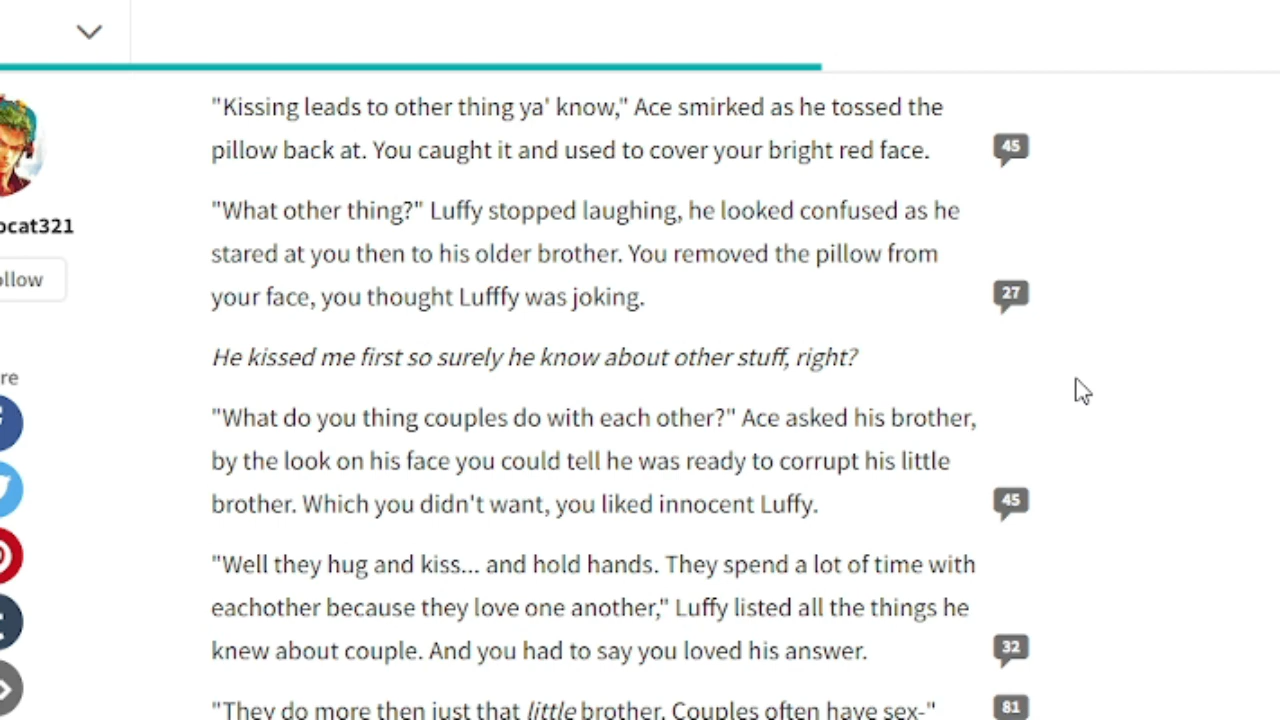 "Kissing leads to other thing ya' know," Ace smirked as he tossed the
pillow back at. You caught it and used to cover your bright red face.
45
ocat321
ollow
"What other thing?" Luffy stopped laughing, he looked confused as he
stared at you then to his older brother. You removed the pillow from
your face, you thought Lufffy was joking.
27
re
He kissed me first so surely he know about other stuff, right?
"What do you thing couples do with each other?" Ace asked his brother,
by the look on his face you could tell he was ready to corrupt his little
brother. Which you didn't want, you liked innocent Luffy.
45
"Well they hug and kiss... and hold hands. They spend a lot of time with
eachother because they love one another," Luffy listed all the things he
knew about couple. And you had to say you loved his answer.
32
"They do more then just that little brother. Couples often have sex-"
81